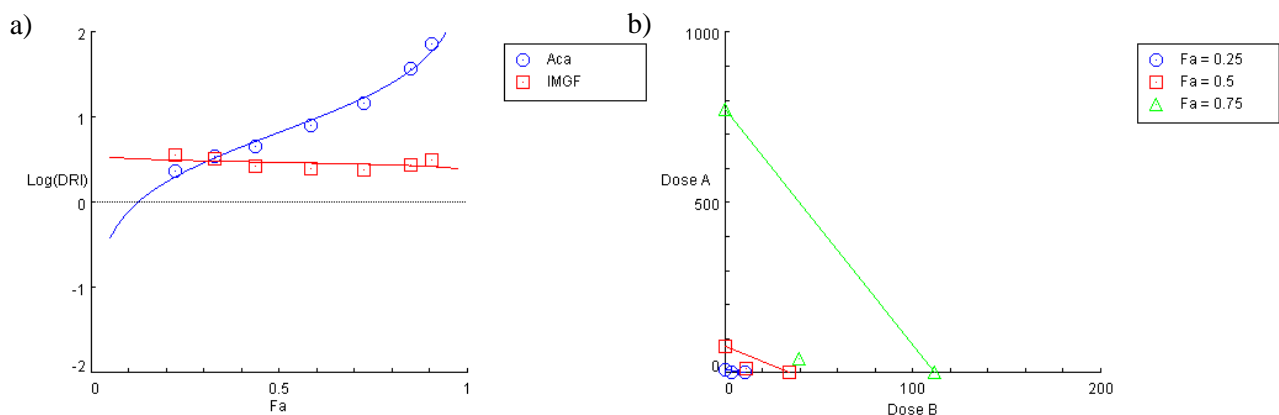 a)
2
1
Log(DRI)
0
-1
-2
0
0.5
1
Fa
Aca
IMGF
b)
1000
Dose A
500
0
0
120
200
Dose B
Fa = 0.25
Fa = 0.5
Fa = 0.75